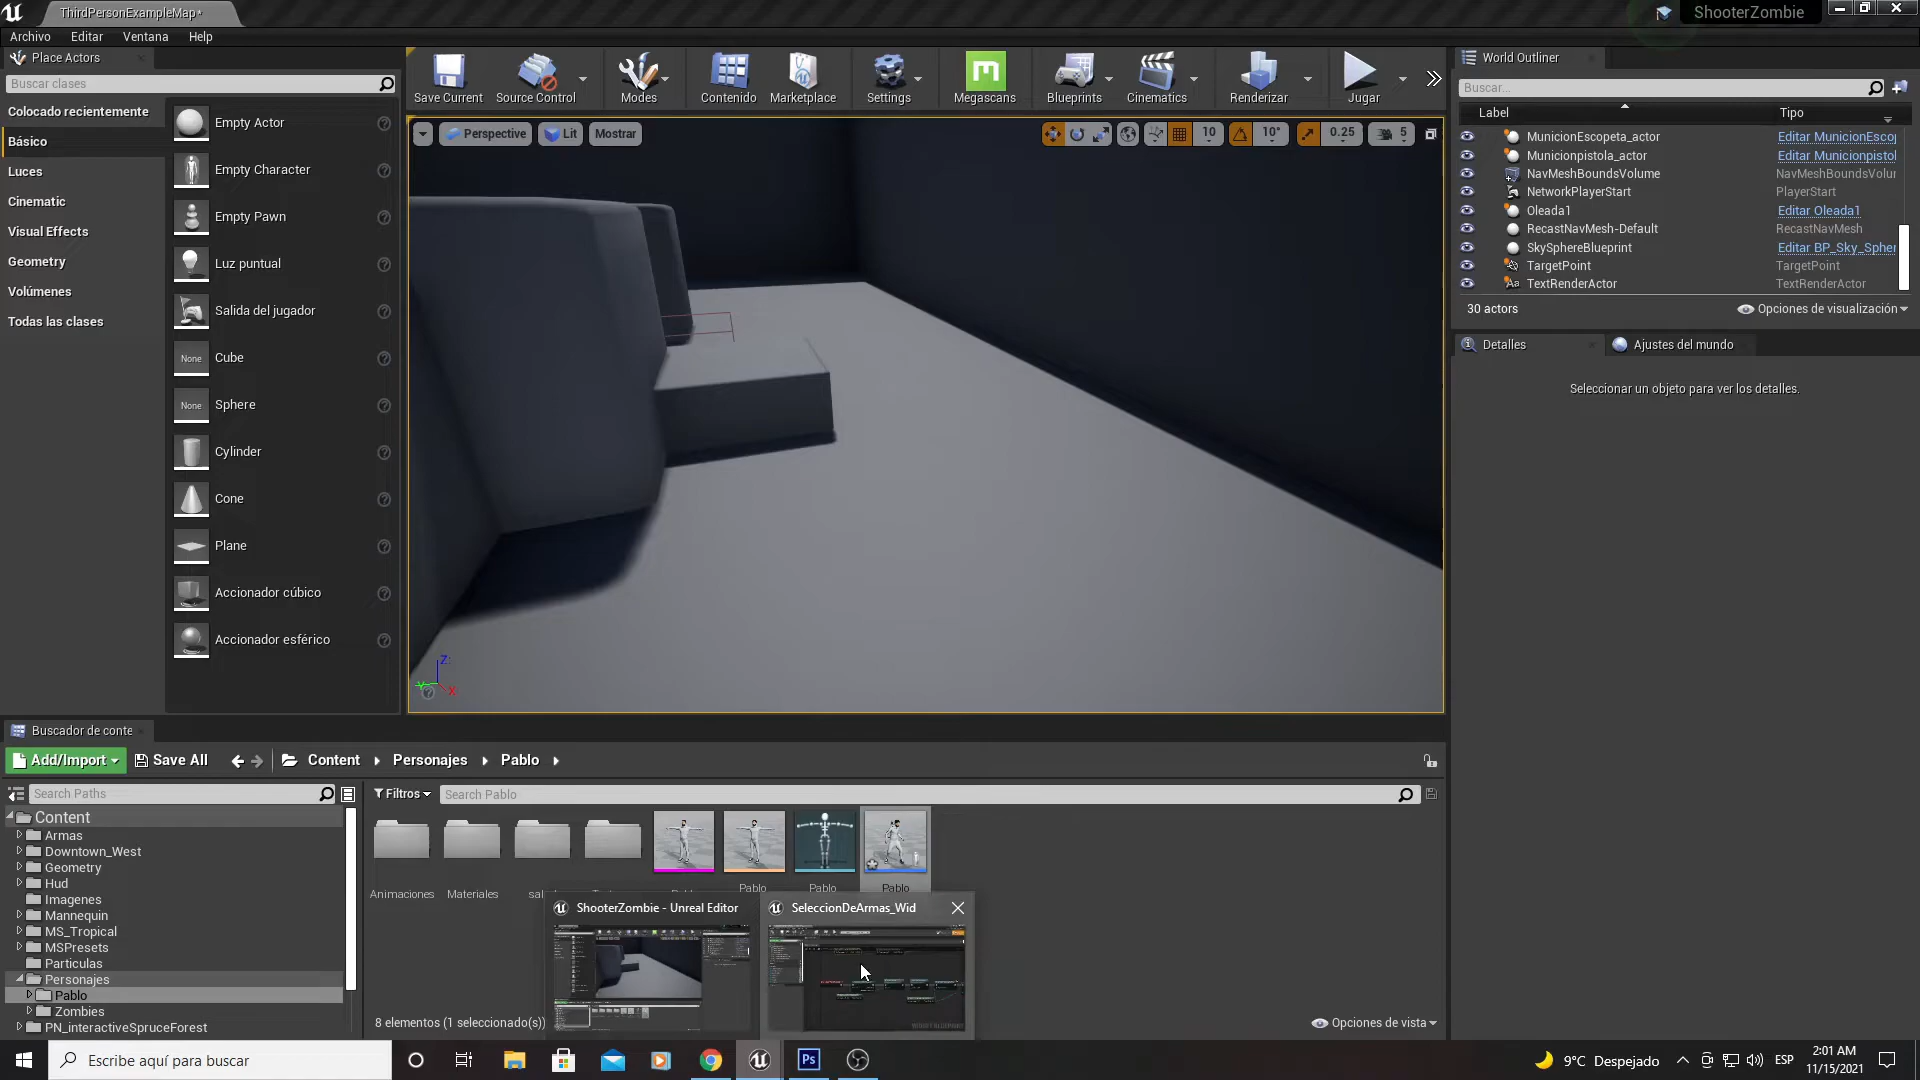 ThirdPersonExampleMap*
ShooterZombie
Archivo Editar Ventana Help
Place Actors
Buscar clases
Colocado recientemente
Básico
Luces
Cinematic
Visual Effects
Geometry
Volúmenes
Todas las clases
Empty Actor
Empty Character
Empty Pawn
Luz puntual
Salida del jugador
None Cube
None Sphere
Cylinder
Cone
Plane
Accionador cúbico
Accionador esférico
Save Current Source Control Modes Contenido Marketplace Settings Megascans Blueprints Cinematics Renderizar Jugar
Perspective Lit Mostrar
10 10° 0.25 5
Z
X
World Outliner
Buscar...
Label Tipo
MunicionEscopeta_actor Editar MunicionEscop
Municionpistola_actor Editar Municionpistol
NavMeshBoundsVolume NavMeshBoundsVolur
NetworkPlayerStart PlayerStart
Oleada1 Editar Oleada1
RecastNavMesh-Default RecastNavMesh
SkySphereBlueprint Editar BP_Sky_Spher
TargetPoint TargetPoint
Aa TextRenderActor TextRenderActor
30 actors Opciones de visualización
Detalles Ajustes del mundo
Seleccionar un objeto para ver los detalles.
Buscador de conte
Add/Import Save All Content Personajes Pablo
Search Paths
Filtros Search Pablo
Content
Armas
Downtown_West
Geometry
Hud
Imagenes
Mannequin
MS_Tropical
MSPresets
Particulas
Personajes
Pablo
Zombies
PN_interactiveSpruceForest
Animaciones Materiales Pablo Pablo Pablo
ShooterZombie - Unreal Editor SeleccionDeArmas_Wid
8 elementos (1 seleccionado(s)) Opciones de vista
Escribe aquí para buscar
Ps
9°C Despejado
ESP
2:01 AM
11/15/2021